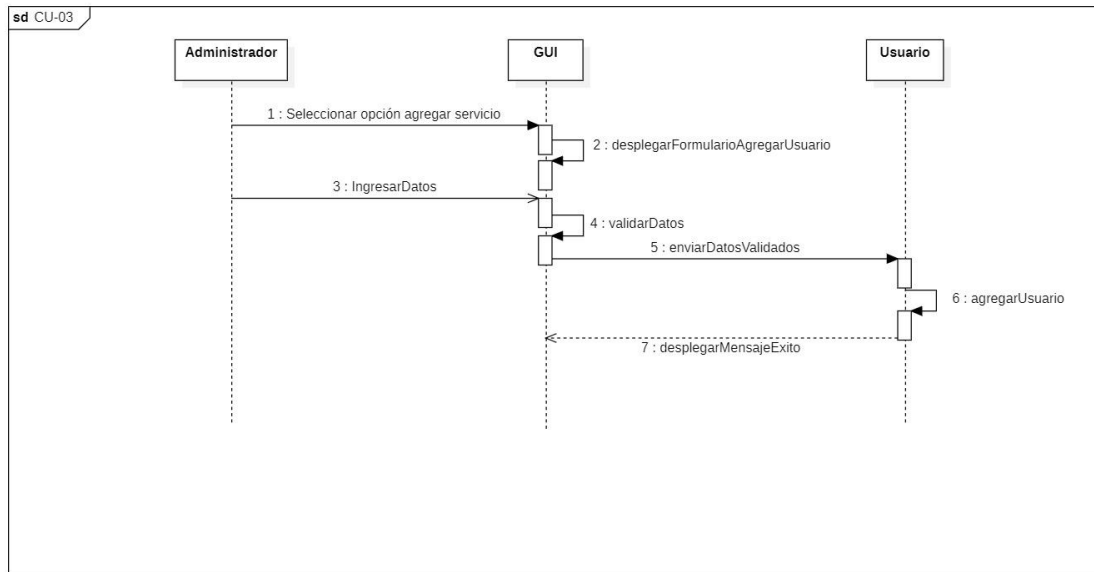 sd CU-03
Administrador
GUI
Usuario
1 : Seleccionar opción agregar servicio
2 : desplegarFormularioAgregarUsuario
3 : IngresarDatos
4 : validarDatos
5 : enviarDatosValidados
6 : agregarUsuario
7 : desplegarMensajeExito